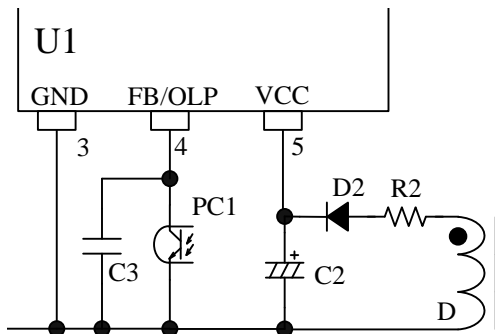 U1
GND FB/OLP VCC
3 4 5
D2 R2
PC1
+
C3 C2
D